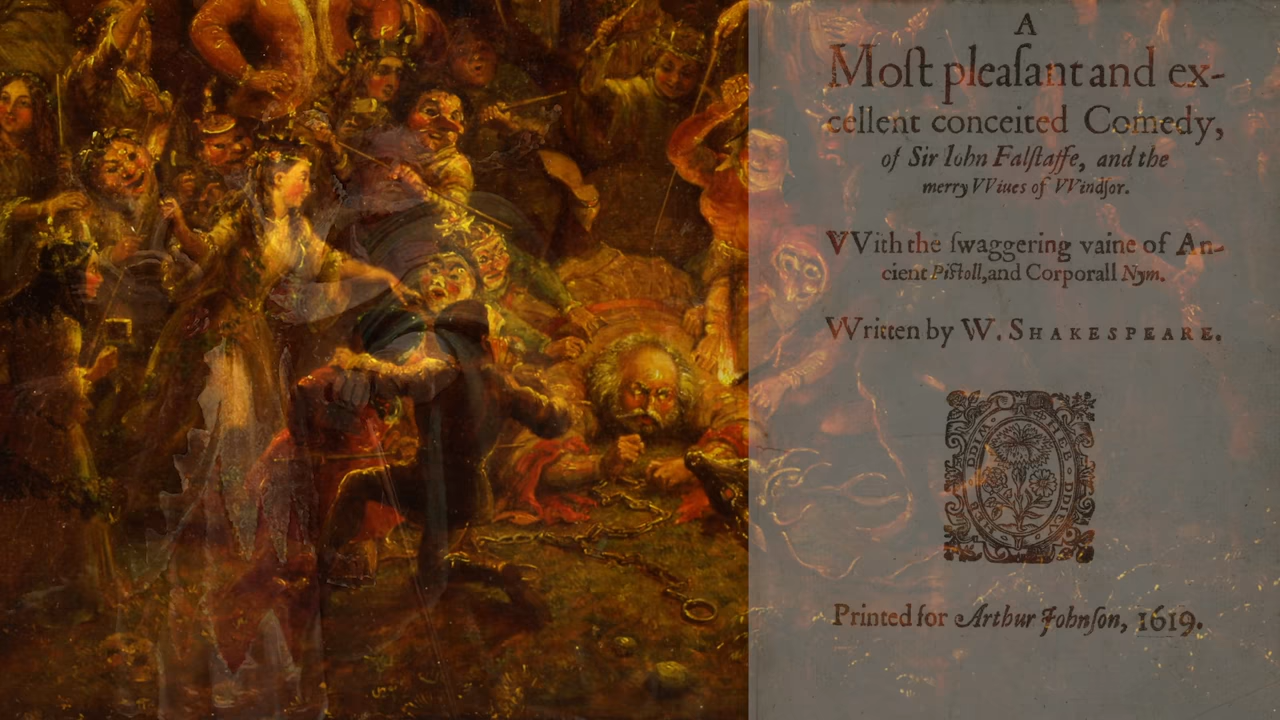 A
Moſt pleaſant and ex-
cellent conceited Comedy,
of Sir Iohn Falſtaffe, and the
merry VViues of VVindſor.
VVith the ſwaggering vaine of An-
cient Piſtoll, and Corporall Nym.
Written by W. SHAKESPEARE.
Printed for Arthur Johnſon, 1619.